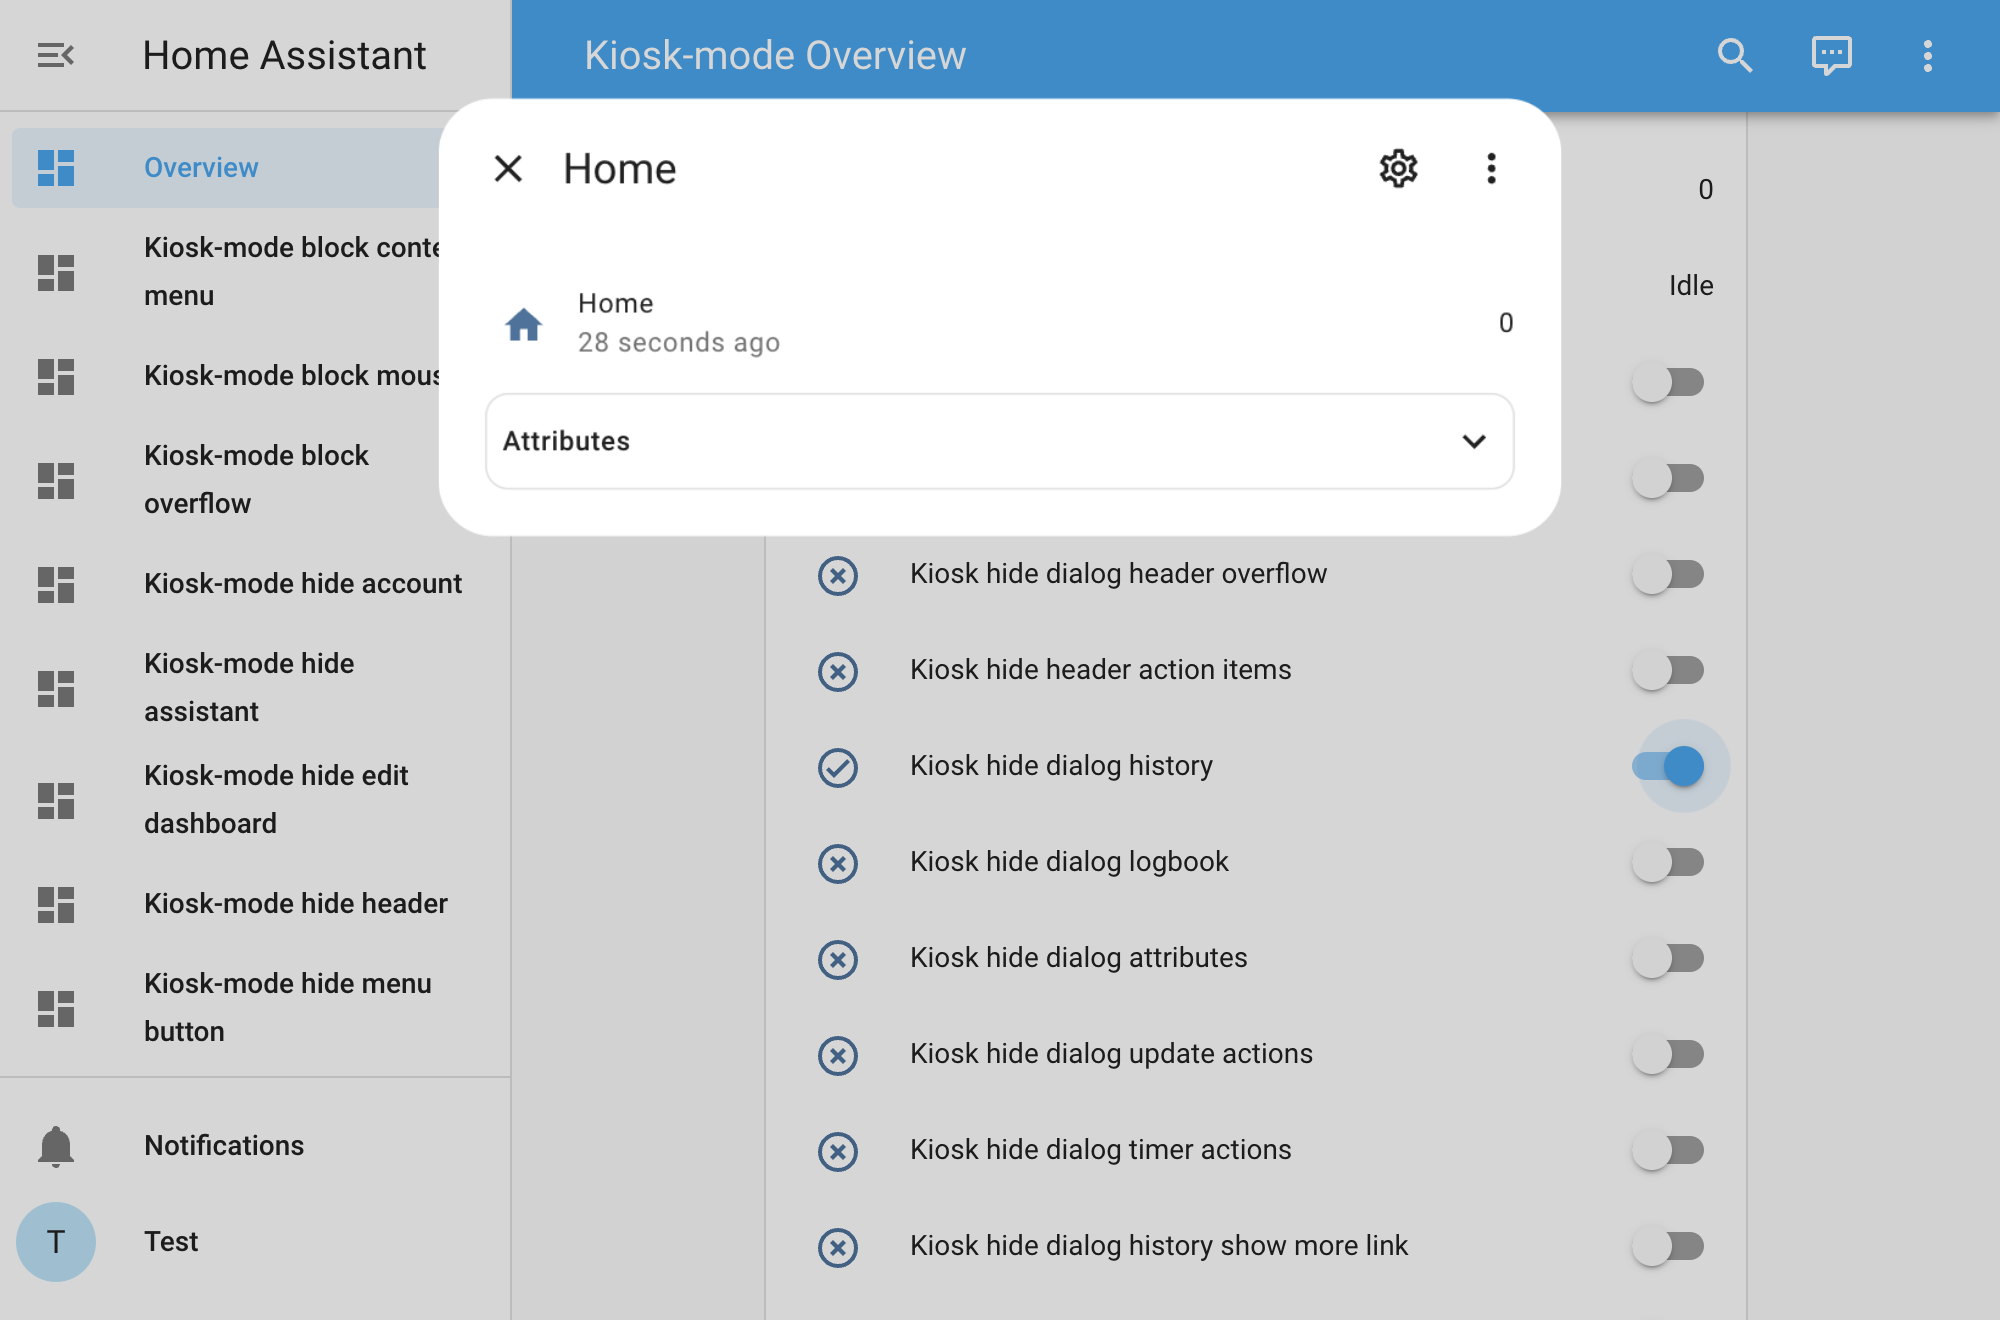 Home Assistant
Kiosk-mode Overview
Overview
Kiosk-mode block
menu
Kiosk-mode block
Kiosk-mode block
overflow
Kiosk-mode hide account
Kiosk-mode hide
assistant
Kiosk-mode hide edit
dashboard
Kiosk-mode hide header
Kiosk-mode hide menu
button
Notifications
T
Test
Home
Home
28 seconds ago
0
Attributes
0
Idle
Kiosk hide dialog header overflow
Kiosk hide header action items
Kiosk hide dialog history
Kiosk hide dialog logbook
Kiosk hide dialog attributes
Kiosk hide dialog update actions
Kiosk hide dialog timer actions
Kiosk hide dialog history show more link